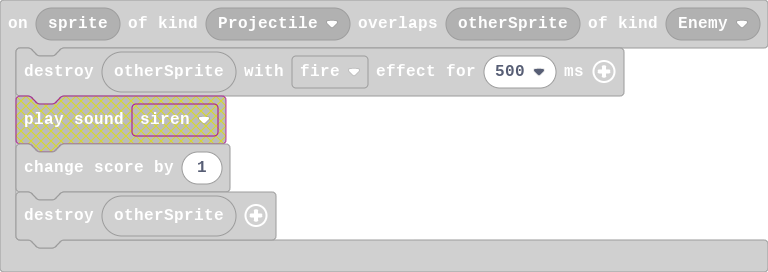 on sprite of kind Projectile overlaps otherSprite of kind Enemy
destroy otherSprite with fire effect for 500 ms
play sound siren
change score by 1
destroy otherSprite